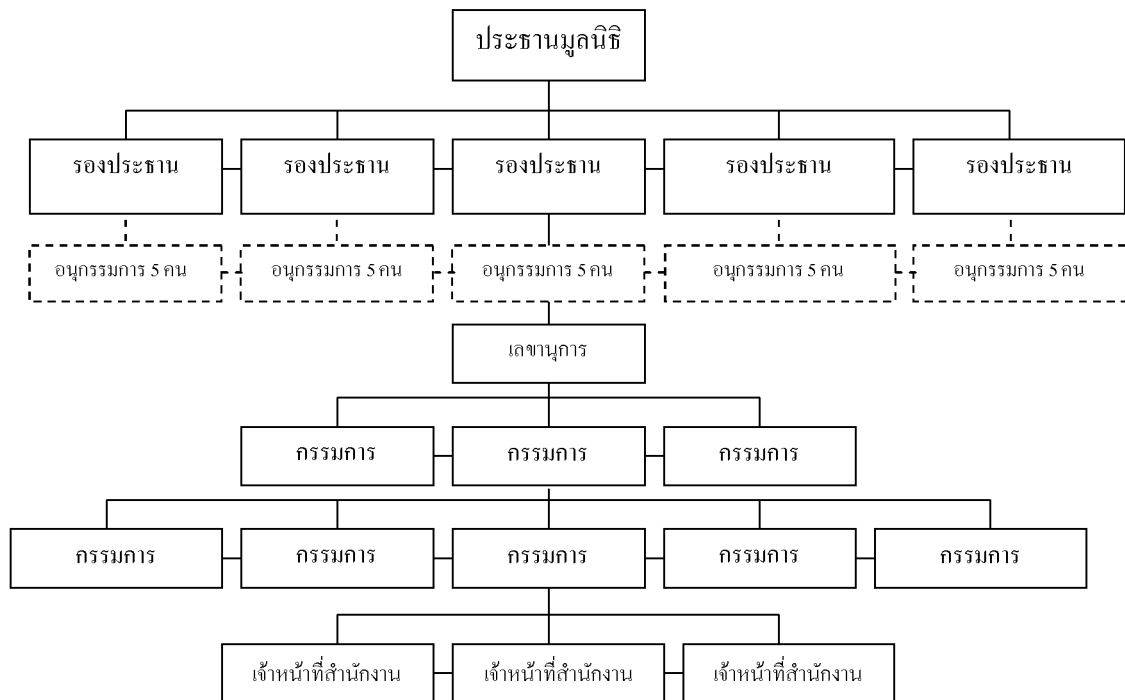 ประธานมูลนิธิ
รองประธาน รองประธาน รองประธาน รองประธาน รองประธาน
อนุกรรมการ 5 คน อนุกรรมการ 5 คน อนุกรรมการ 5 คน อนุกรรมการ 5 คน อนุกรรมการ 5 คน
เลขานุการ
กรรมการ กรรมการ กรรมการ
กรรมการ กรรมการ กรรมการ กรรมการ กรรมการ
เจ้าหน้าที่สำนักงาน เจ้าหน้าที่สำนักงาน เจ้าหน้าที่สำนักงาน